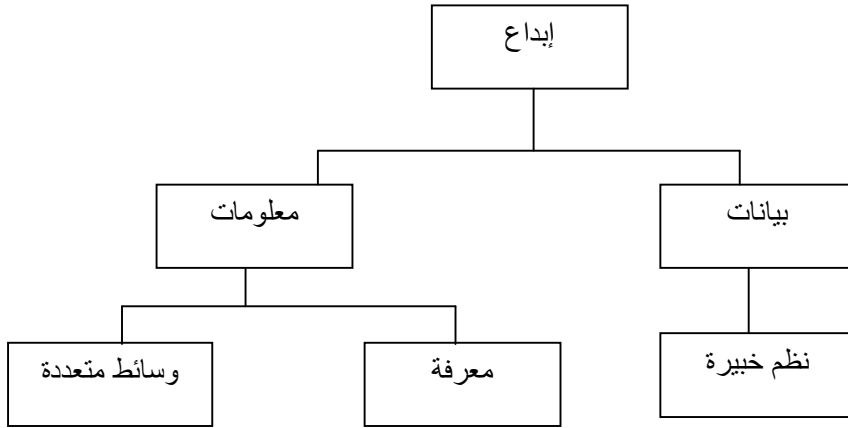 إبداع
بيانات
معلومات
نظم خبيرة
معرفة
وسائط متعددة